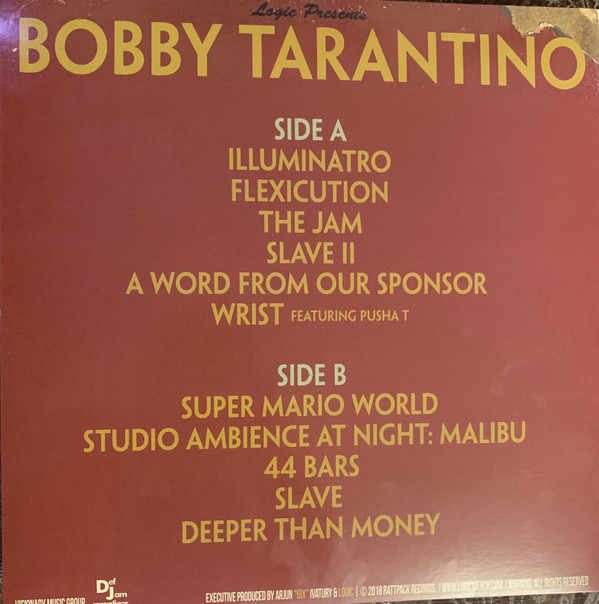 Logic Presents
BOBBY TARANTINO
SIDE A
ILLUMINATRO
FLEXICUTION
THE JAM
SLAVE II
A WORD FROM OUR SPONSOR
WRIST FEATURING PUSHA T
SIDE B
SUPER MARIO WORLD
STUDIO AMBIENCE AT NIGHT: MALIBU
44 BARS
SLAVE
DEEPER THAN MONEY
VISIONARY MUSIC GROUP
Def Jam
recordings
EXECUTIVE PRODUCED BY ARJUN "6IX" IVATURY & LOGIC | © 2018 RATTPACK RECORDS. | WARNING: ALL RIGHTS RESERVED